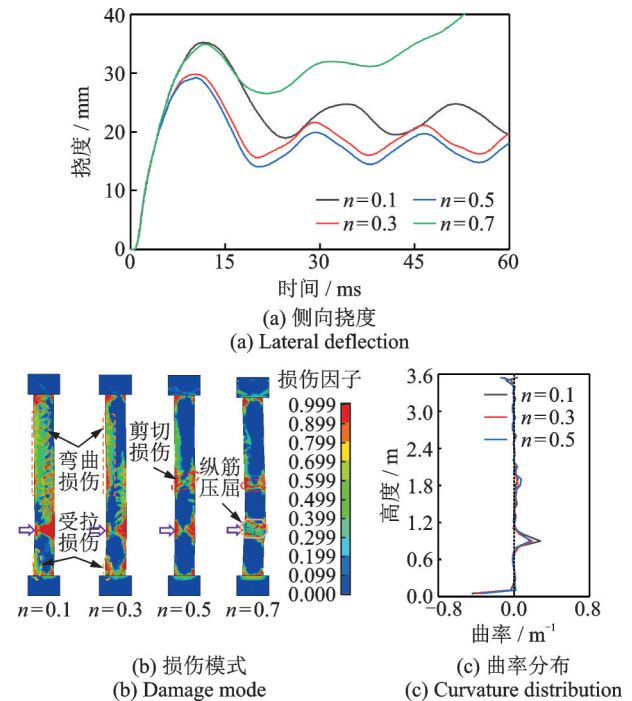 40
30
20
10
0
挠度 / mm
n=0.1
n=0.5
n=0.3
n=0.7
0
15
30
45
60
时间 / ms
(a) 侧向挠度
(a) Lateral deflection
弯曲
损伤
受拉
损伤
剪切
损伤
纵筋
压屈
n=0.1
n=0.3
n=0.5
n=0.7
损伤因子
0.999
0.899
0.799
0.699
0.599
0.499
0.399
0.299
0.199
0.099
0.000
(b) 损伤模式
(b) Damage mode
3.6
3.0
2.4
1.8
1.2
0.6
0.0
高度 / m
n=0.1
n=0.3
n=0.5
−0.8
0.0
0.8
曲率 / m⁻¹
(c) 曲率分布
(c) Curvature distribution